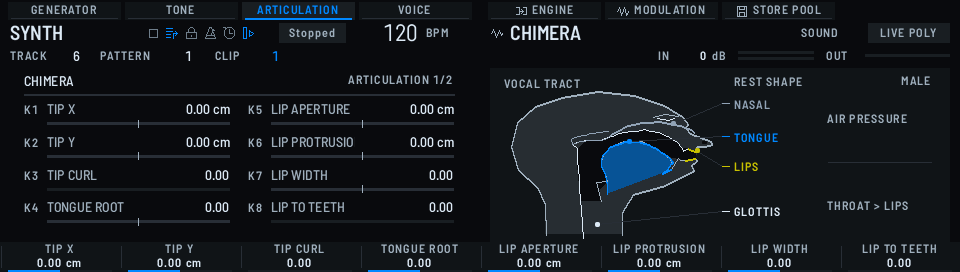 GENERATOR TONE ARTICULATION VOICE ENGINE MODULATION STORE POOL
SYNTH Stopped 120 BPM CHIMERA SOUND LIVE POLY
TRACK 6 PATTERN 1 CLIP 1 IN 0 dB OUT
CHIMERA ARTICULATION 1/2
K1 TIP X 0.00 cm K5 LIP APERTURE 0.00 cm
K2 TIP Y 0.00 cm K6 LIP PROTRUSIO 0.00 cm
K3 TIP CURL 0.00 K7 LIP WIDTH 0.00
K4 TONGUE ROOT 0.00 K8 LIP TO TEETH 0.00
VOCAL TRACT REST SHAPE MALE
NASAL
AIR PRESSURE
TONGUE
LIPS
THROAT > LIPS
GLOTTIS
TIP X TIP Y TIP CURL TONGUE ROOT LIP APERTURE LIP PROTRUSION LIP WIDTH LIP TO TEETH
0.00 cm 0.00 cm 0.00 0.00 cm 0.00 cm 0.00 cm 0.00 0.00